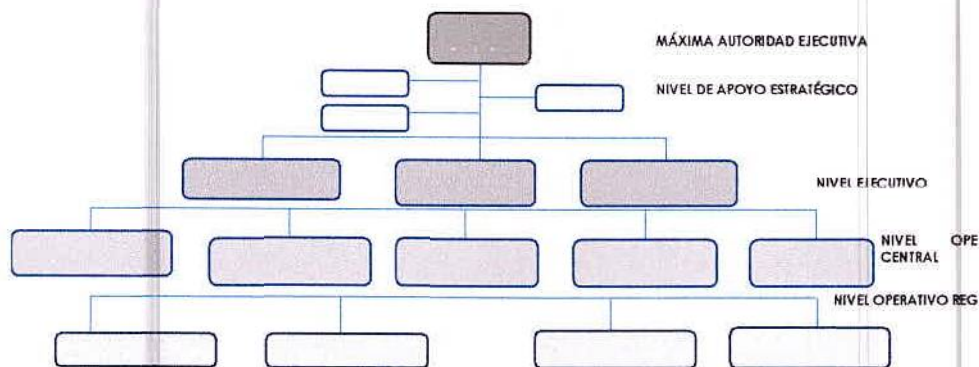 MÁXIMA AUTORIDAD EJECUTIVA
NIVEL DE APOYO ESTRATÉGICO
NIVEL EJECUTIVO
NIVEL OPE
CENTRAL
NIVEL OPERATIVO REG